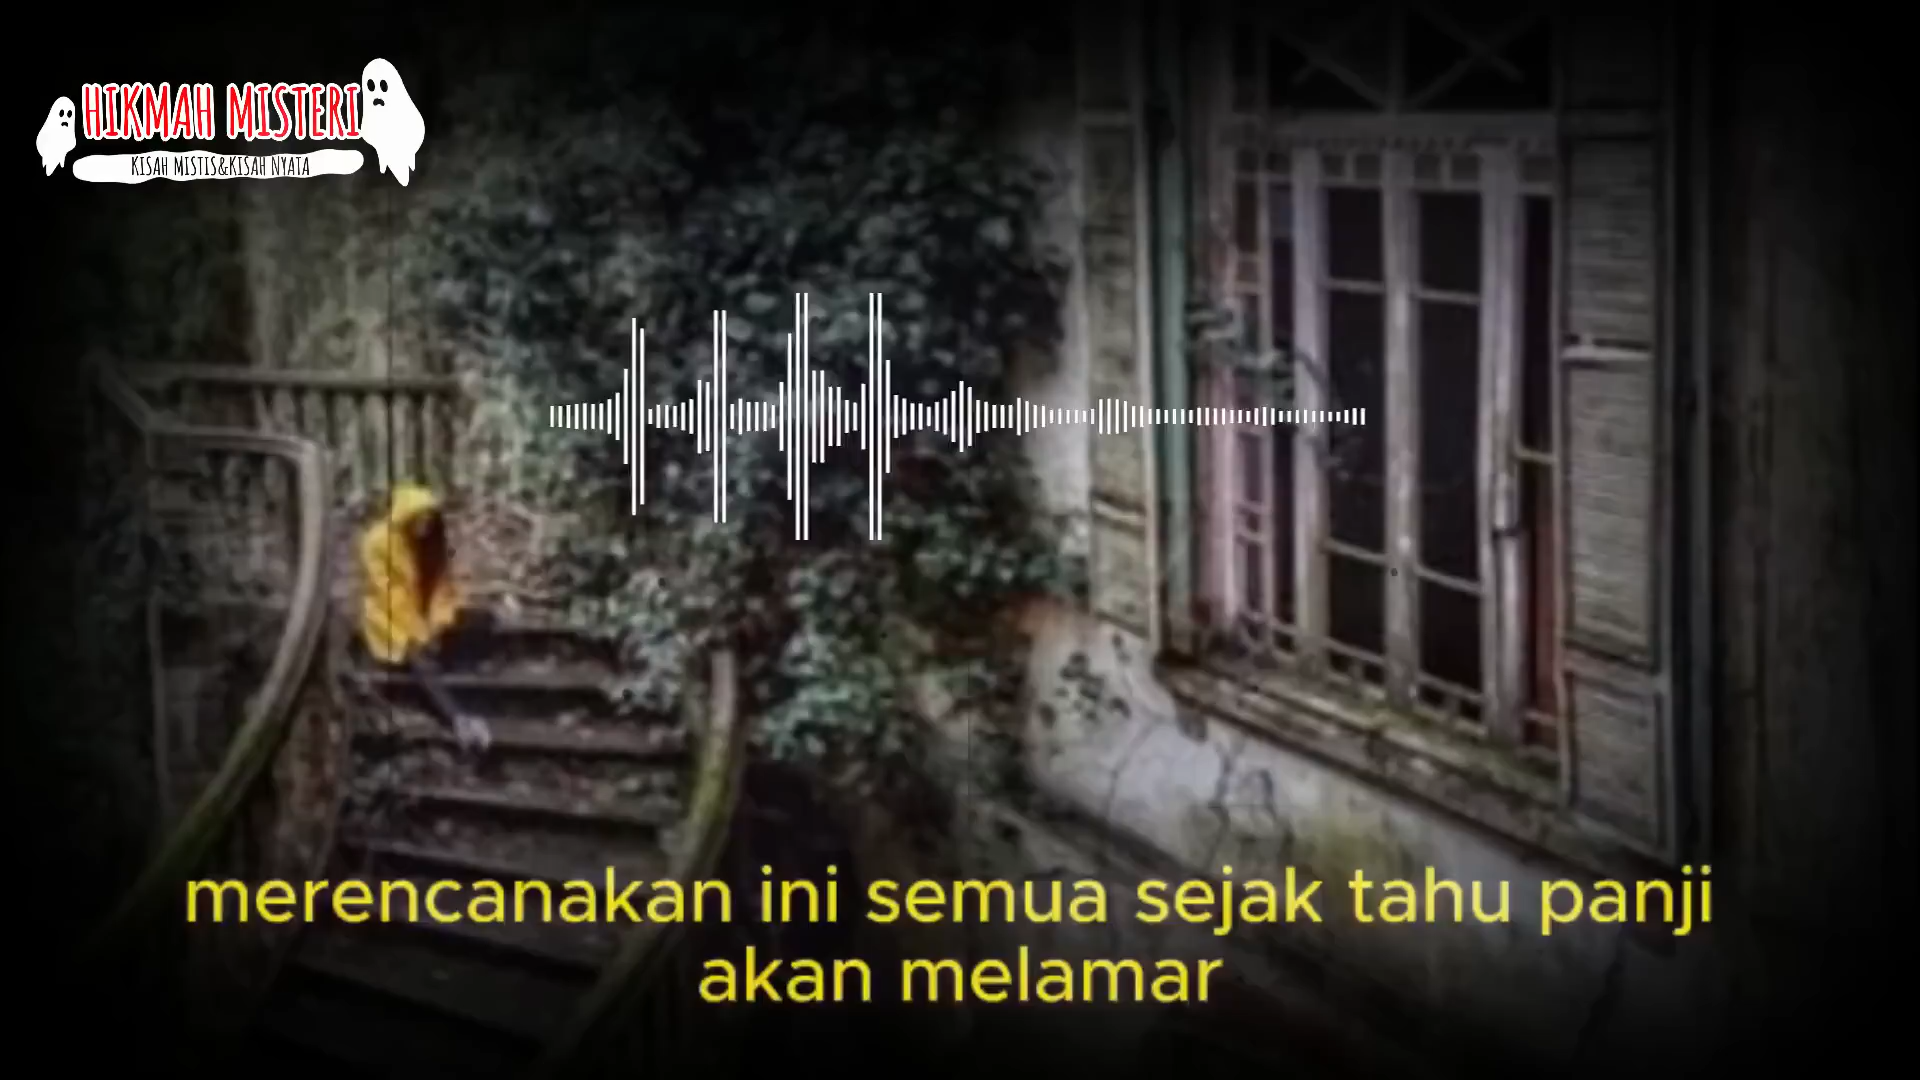 HIKMAH MISTERI
KISAH MISTIS&KISAH NYATA
merencanakan ini semua sejak tahu panji
akan melamar